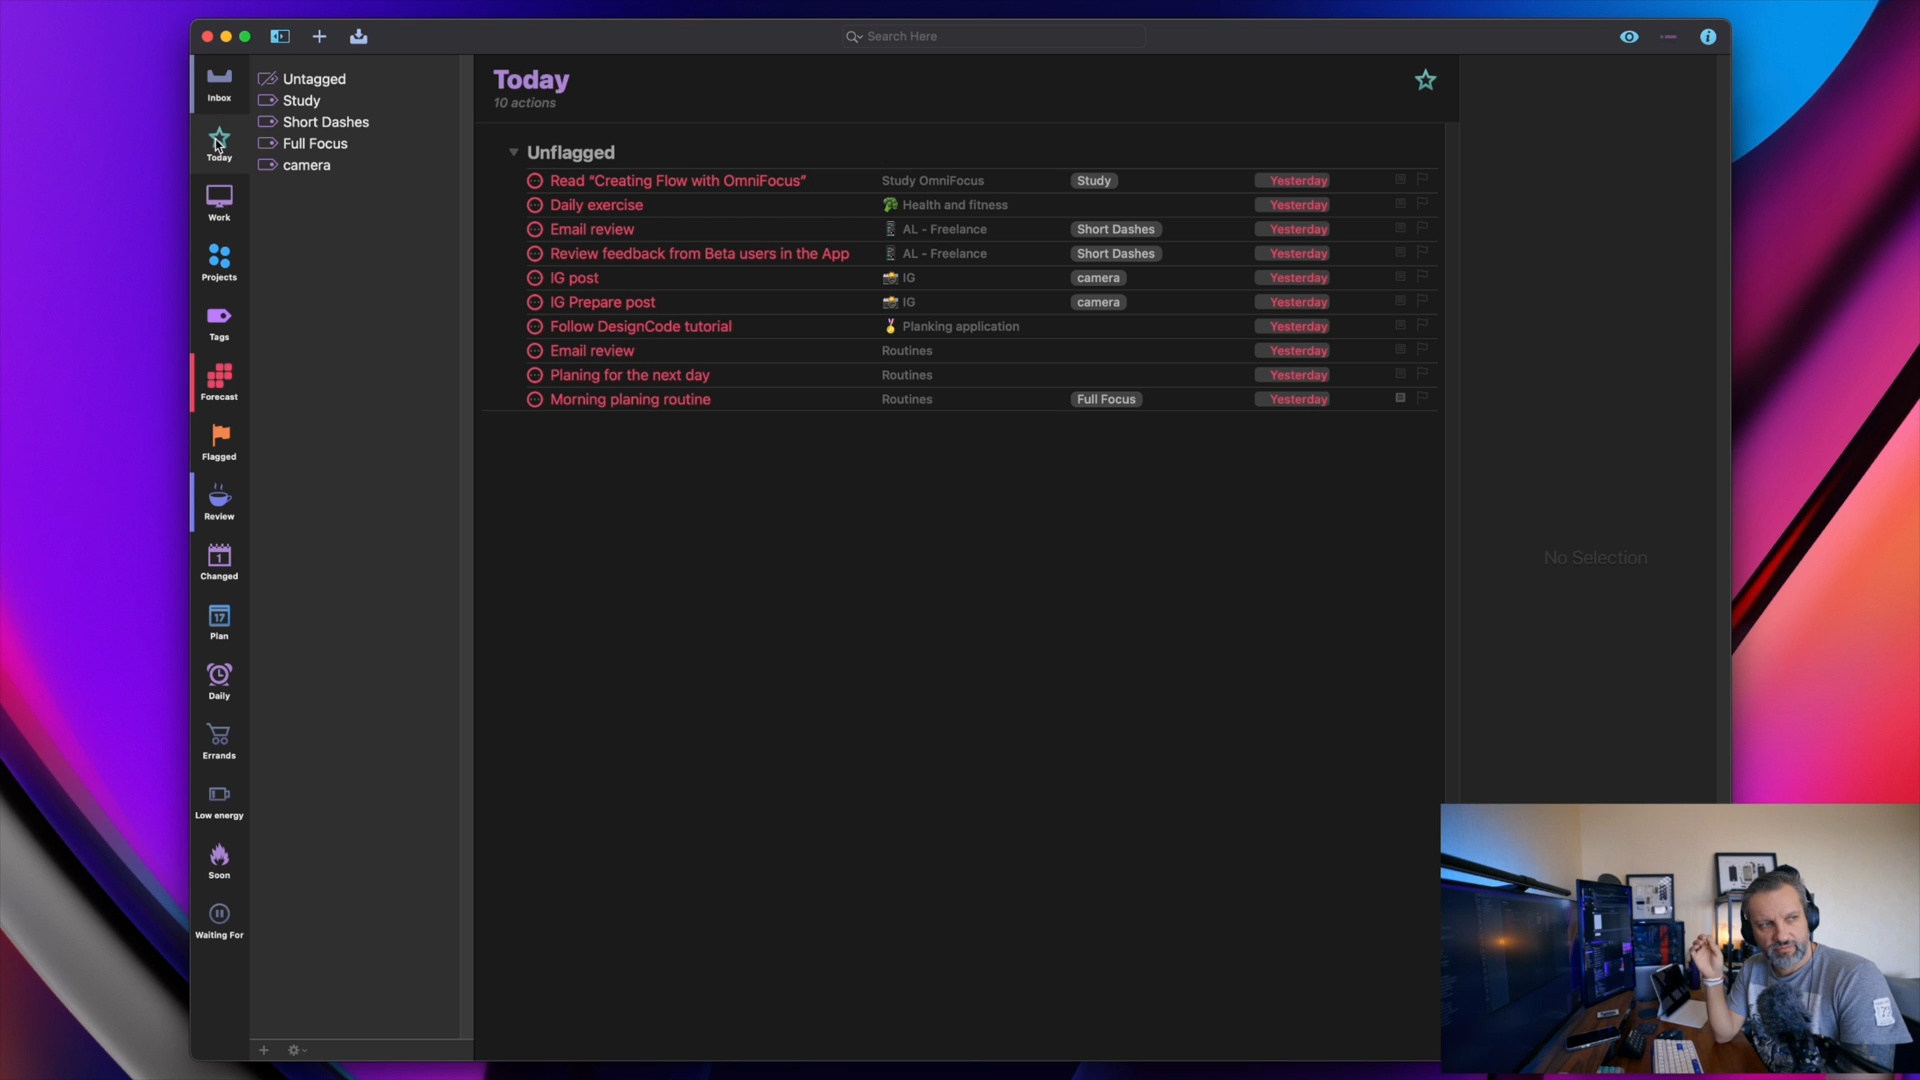 Search Here
Inbox
Today
Work
Projects
Tags
Forecast
Flagged
Review
1
Changed
17
Plan
Daily
Errands
Low energy
Soon
Waiting For
Untagged
Study
Short Dashes
Full Focus
camera
Today
10 actions
Unflagged
Read “Creating Flow with OmniFocus” Study OmniFocus Study Yesterday
Daily exercise Health and fitness Yesterday
Email review AL - Freelance Short Dashes Yesterday
Review feedback from Beta users in the App AL - Freelance Short Dashes Yesterday
IG post IG camera Yesterday
IG Prepare post IG camera Yesterday
Follow DesignCode tutorial Planking application Yesterday
Email review Routines Yesterday
Planing for the next day Routines Yesterday
Morning planing routine Routines Full Focus Yesterday
No Selection